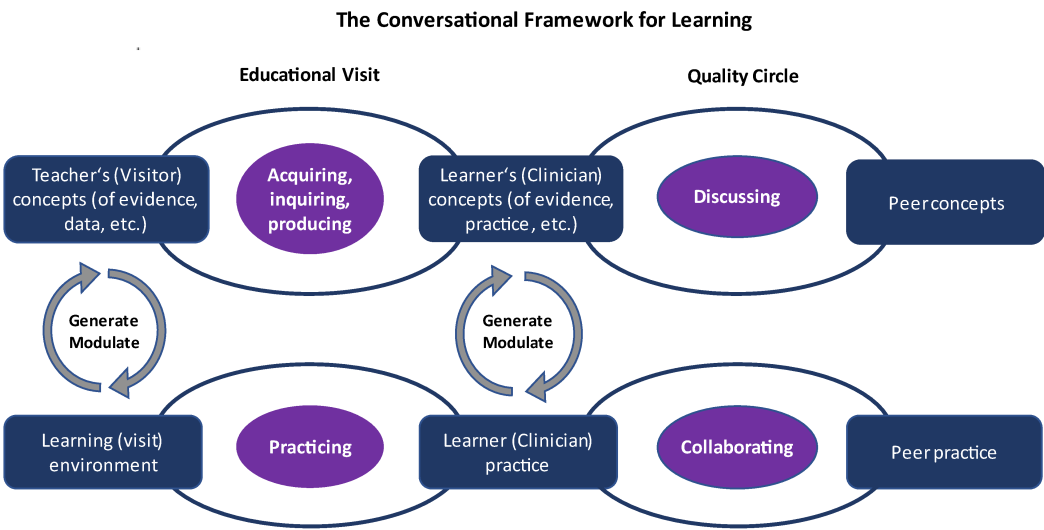 The Conversational Framework for Learning
Educational Visit
Quality Circle
Teacher‘s (Visitor)
concepts (of evidence,
data, etc.)
Acquiring,
inquiring,
producing
Learner‘s (Clinician)
concepts (of evidence,
practice , etc.)
Discussing
Peer concepts
Generate
Modulate
Generate
Modulate
Learning (visit)
environment
Practicing
Learner (Clinician)
practice
Collaborating
Peer practice